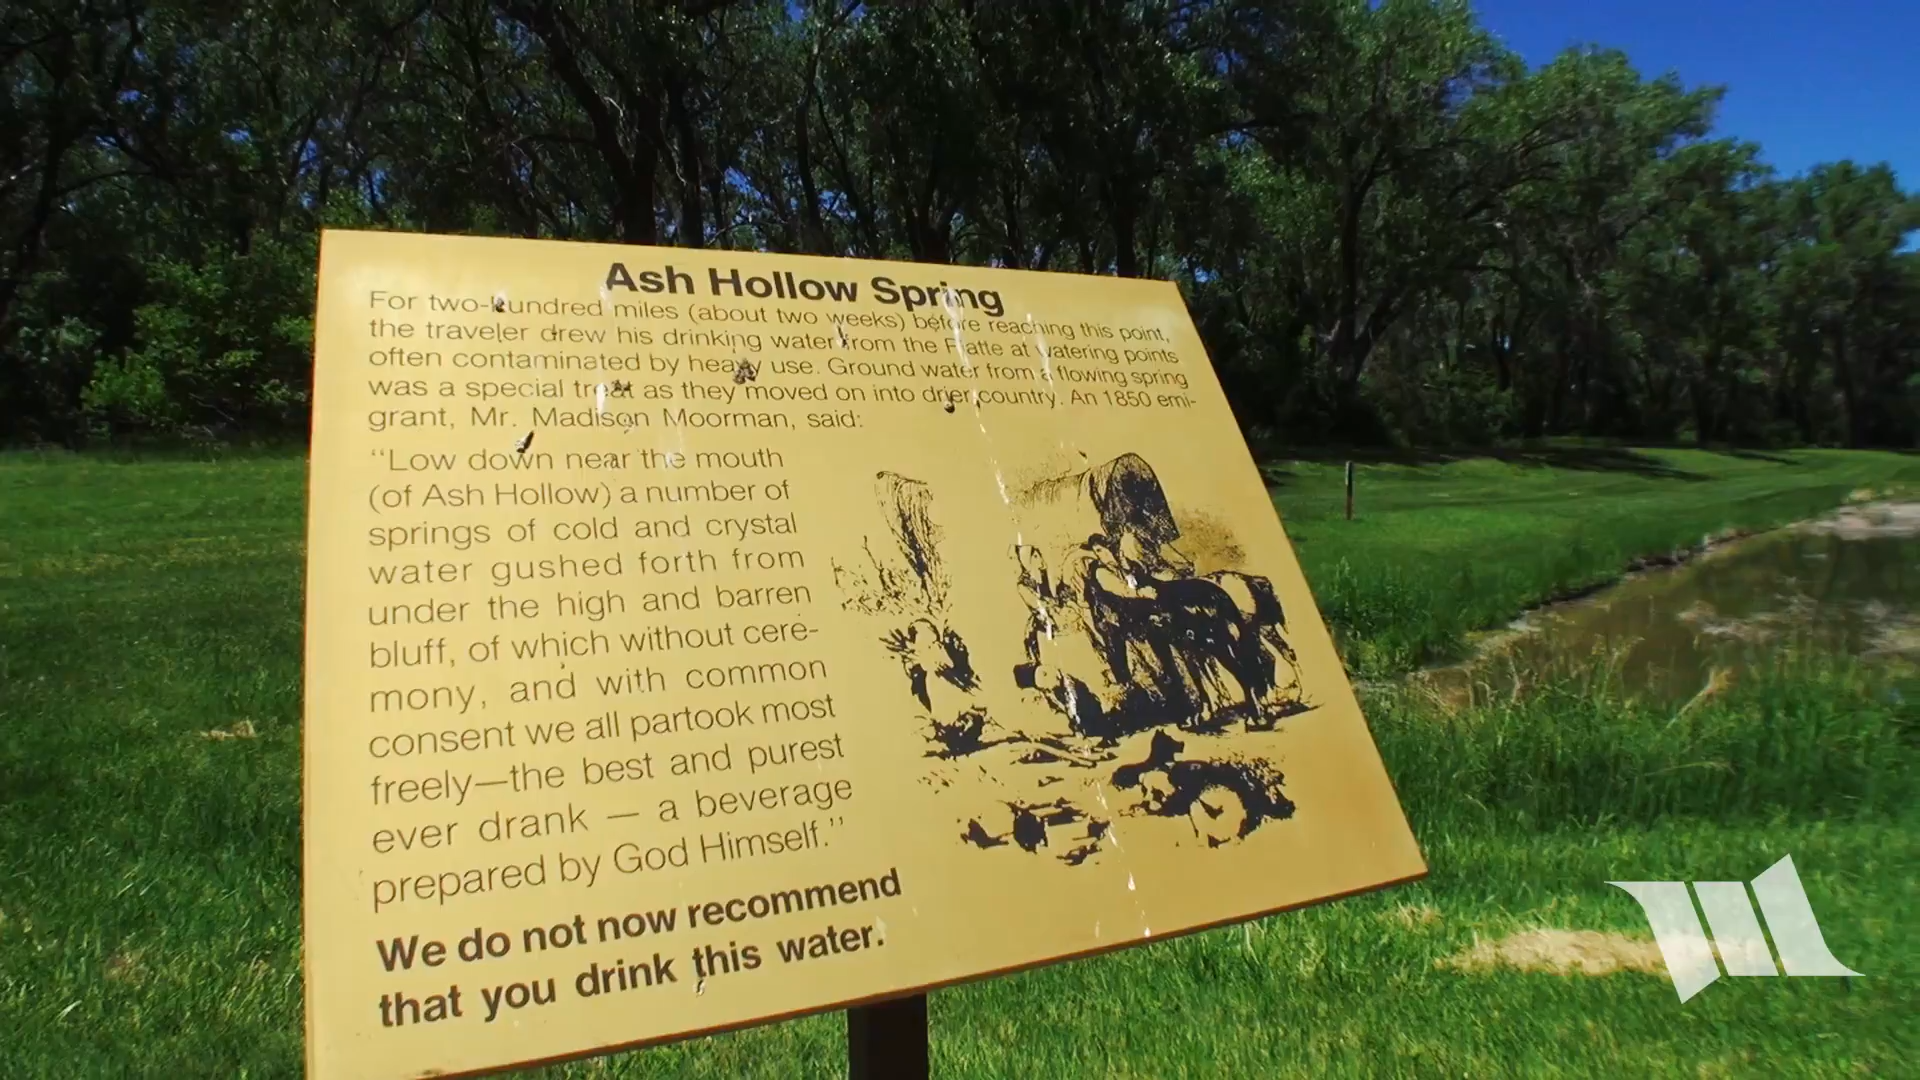 Ash Hollow Spring
For two-hundred miles (about two weeks) before reaching this point,
the traveler drew his drinking water from the Platte at watering points
often contaminated by heavy use. Ground water from a flowing spring
was a special treat as they moved on into drier country. An 1850 emi-
grant, Mr. Madison Moorman, said:
“Low down near the mouth
(of Ash Hollow) a number of
springs of cold and crystal
water gushed forth from
under the high and barren
bluff, of which without cere-
mony, and with common
consent we all partook most
freely—the best and purest
ever drank — a beverage
prepared by God Himself.”
We do not now recommend
that you drink this water.